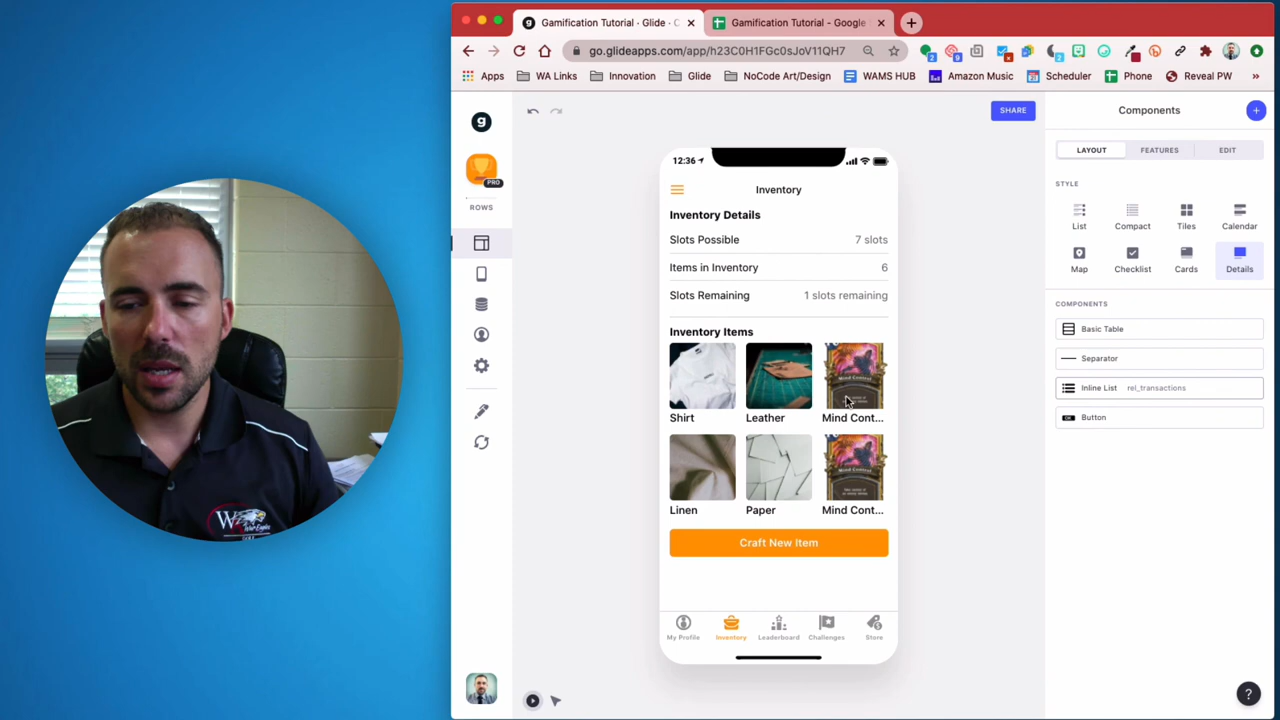 Gamification Tutorial · Glide · C
Gamification Tutorial - Google
go.glideapps.com/app/h23C0H1FGc0sJoV11QH7
Apps
WA Links
Innovation
Glide
NoCode Art/Design
WAMS HUB
Amazon Music
Scheduler
Phone
Reveal PW
»
g
PRO
ROWS
SHARE
12:36
Inventory
Inventory Details
Slots Possible 7 slots
Items in Inventory 6
Slots Remaining 1 slots remaining
Inventory Items
Mind Control
Shirt
Leather
Mind Cont...
Mind Control
Linen
Paper
Mind Cont...
Craft New Item
My Profile
Inventory
Leaderboard
Challenges
Store
Components
LAYOUT
FEATURES
EDIT
STYLE
List
Compact
Tiles
Calendar
Map
Checklist
Cards
Details
COMPONENTS
Basic Table
Separator
Inline List rel_transactions
Button
?